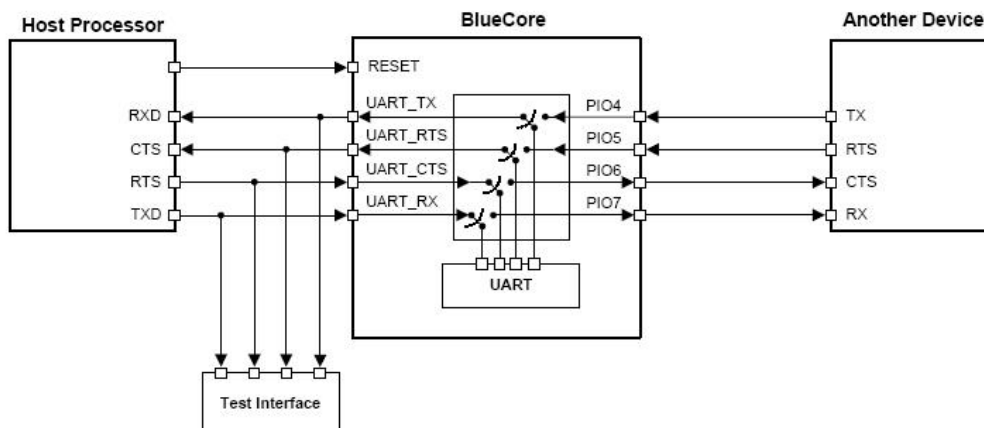 Host Processor
BlueCore
Another Device
RESET
RXD
UART_TX
PIO4
TX
CTS
UART_RTS
PIO5
RTS
RTS
UART_CTS
PIO6
CTS
TXD
UART_RX
PIO7
RX
UART
Test Interface